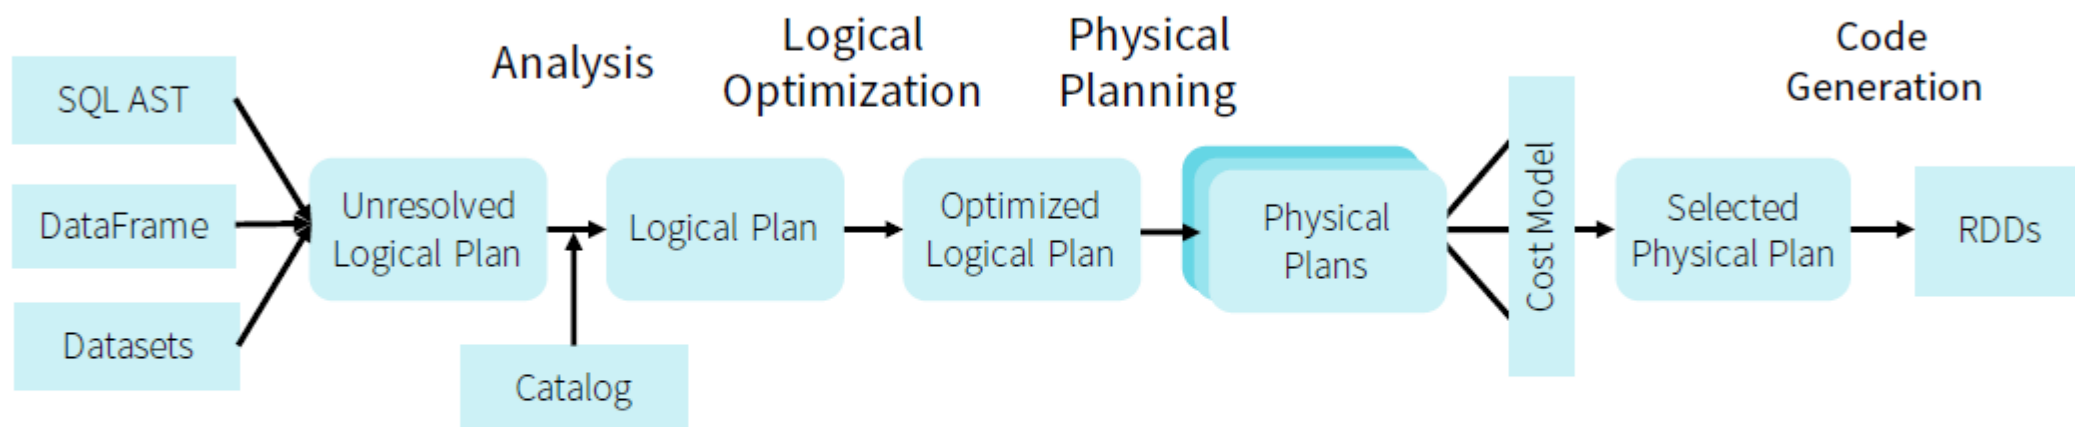 Analysis
Logical
Optimization
Physical
Planning
Code
Generation
SQL AST
DataFrame
Datasets
Unresolved
Logical Plan
Catalog
Logical Plan
Optimized
Logical Plan
Physical
Plans
Cost Model
Selected
Physical Plan
RDDs